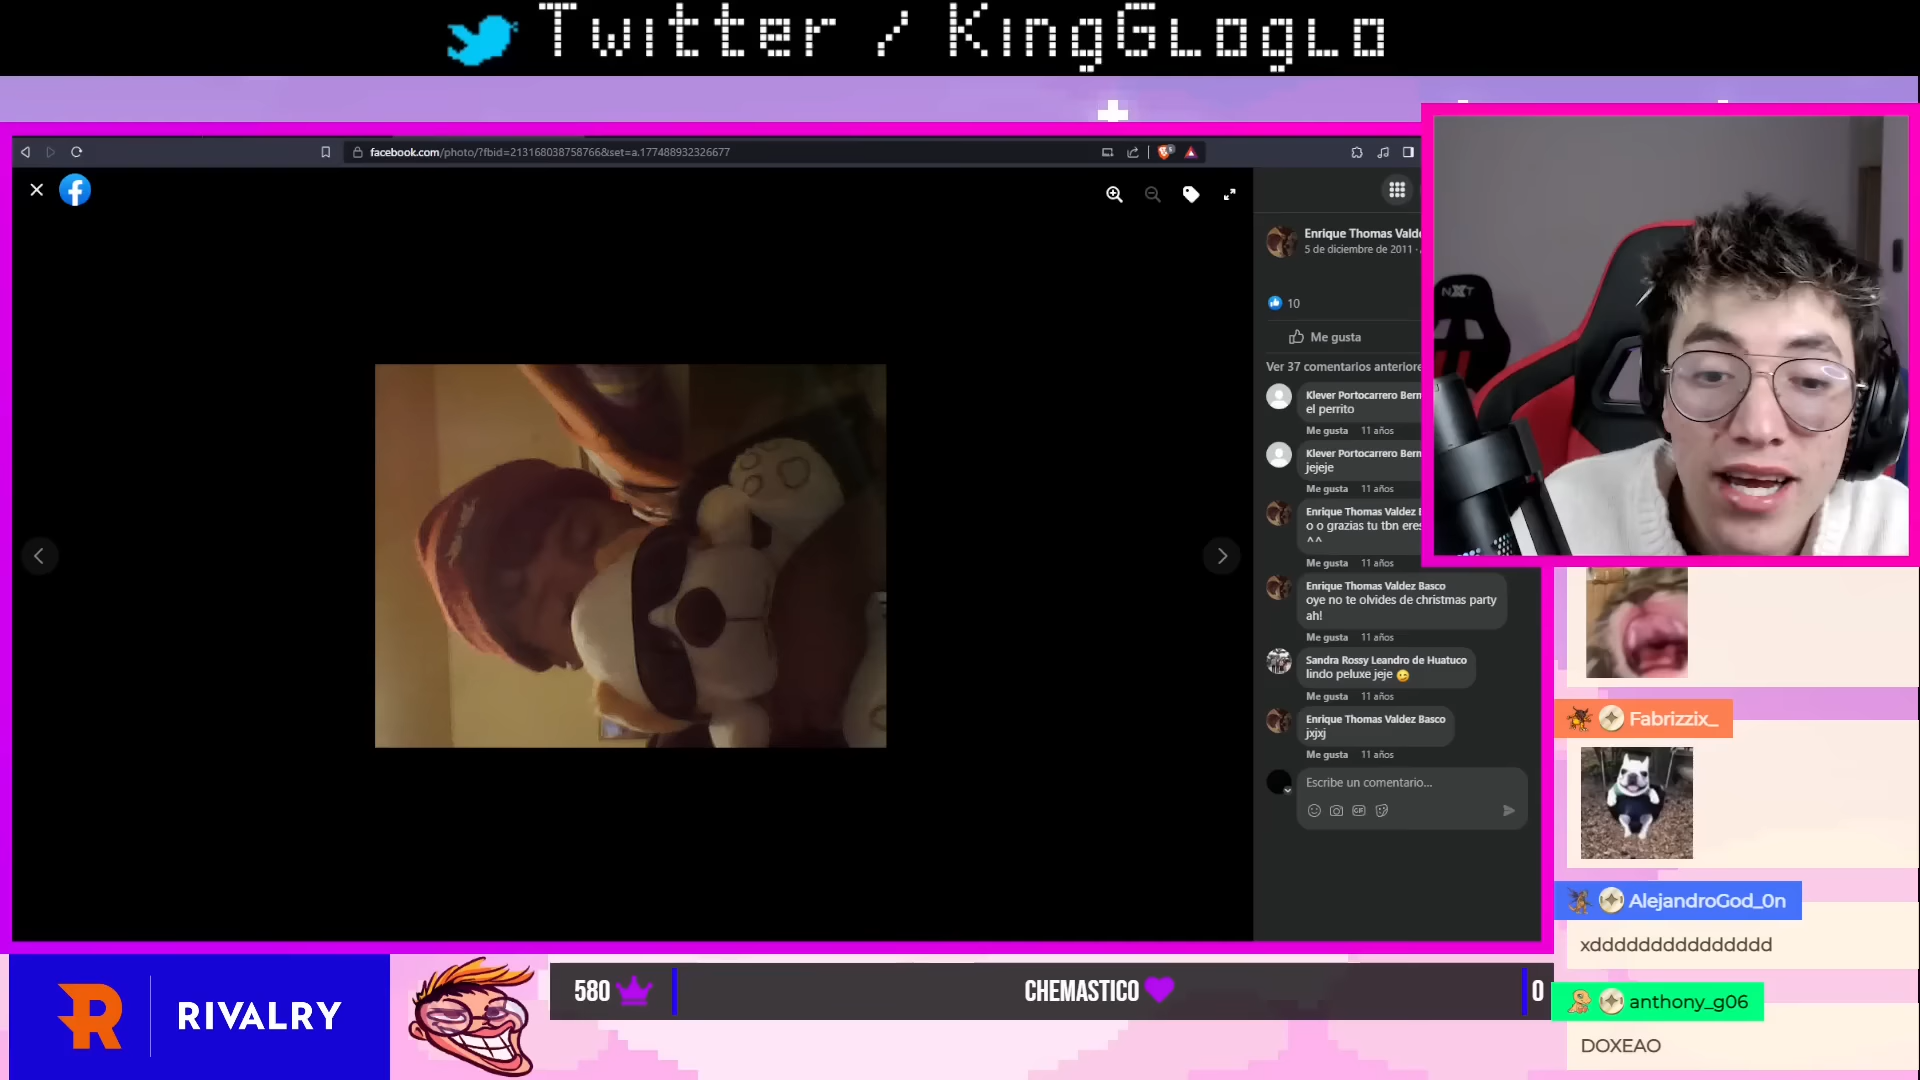 Twitter / KingGLogLo
facebook.com/photo/?fbid=213168038758766&set=a.177488932326677
Enrique Thomas Vald
5 de diciembre de 2011 ·
10
Me gusta
Ver 37 comentarios anteriore
Klever Portocarrero Bern
el perrito
Me gusta 11 años
Klever Portocarrero Bern
jejeje
Me gusta 11 años
Enrique Thomas Valdez B
o o grazias tu tbn eres
^^
Me gusta 11 años
Enrique Thomas Valdez Basco
oye no te olvides de christmas party
ah!
Me gusta 11 años
Sandra Rossy Leandro de Huatuco
lindo peluxe jeje 😉
Me gusta 11 años
Enrique Thomas Valdez Basco
jxjxj
Me gusta 11 años
Escribe un comentario...
GIF
NXT
Fabrizzix_
AlejandroGod_0n
xddddddddddddddd
anthony_g06
DOXEAO
RIVALRY
580
CHEMASTICO
0